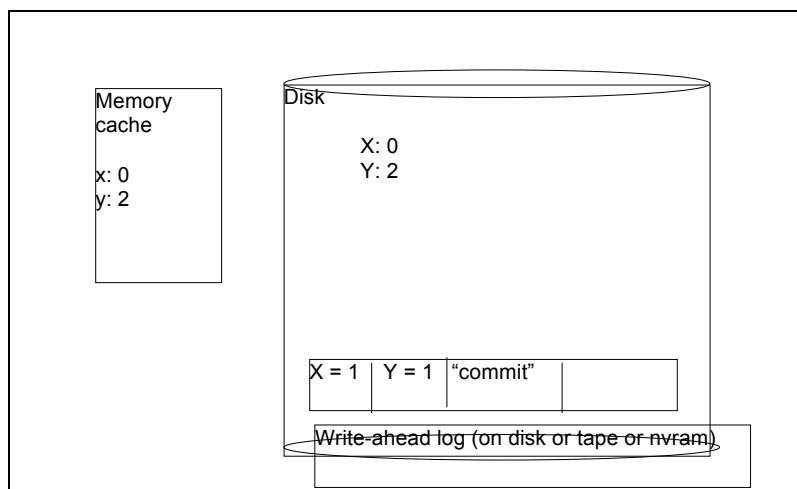 Memory
cache
x: 0
y: 2
Disk
X: 0
Y: 2
X = 1 Y = 1 “commit”
Write-ahead log (on disk or tape or nvram)